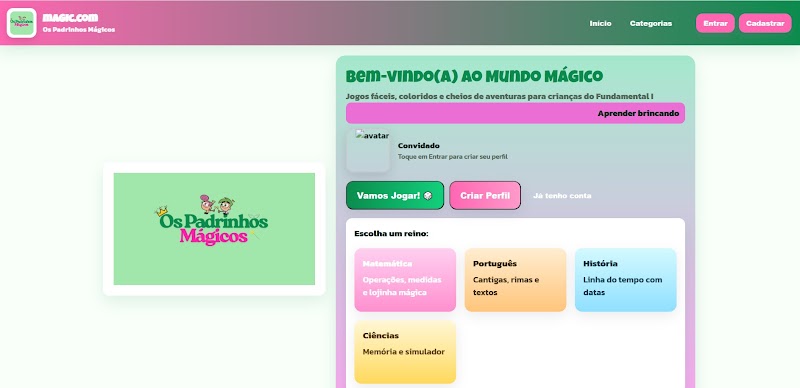 MAGIC.COM
Os Padrinhos Mágicos
Início
Categorias
Entrar
Cadastrar
Os Padrinhos
Mágicos
Bem-vindo(a) ao Mundo Mágico
Jogos fáceis, coloridos e cheios de aventuras para crianças do Fundamental I
Aprender brincando
avatar
Convidado
Toque em Entrar para criar seu perfil
Vamos Jogar!
Criar Perfil
Já tenho conta
Escolha um reino:
Matemática
Operações, medidas
e lojinha mágica
Português
Cantigas, rimas e
textos
História
Linha do tempo com
datas
Ciências
Memória e simulador